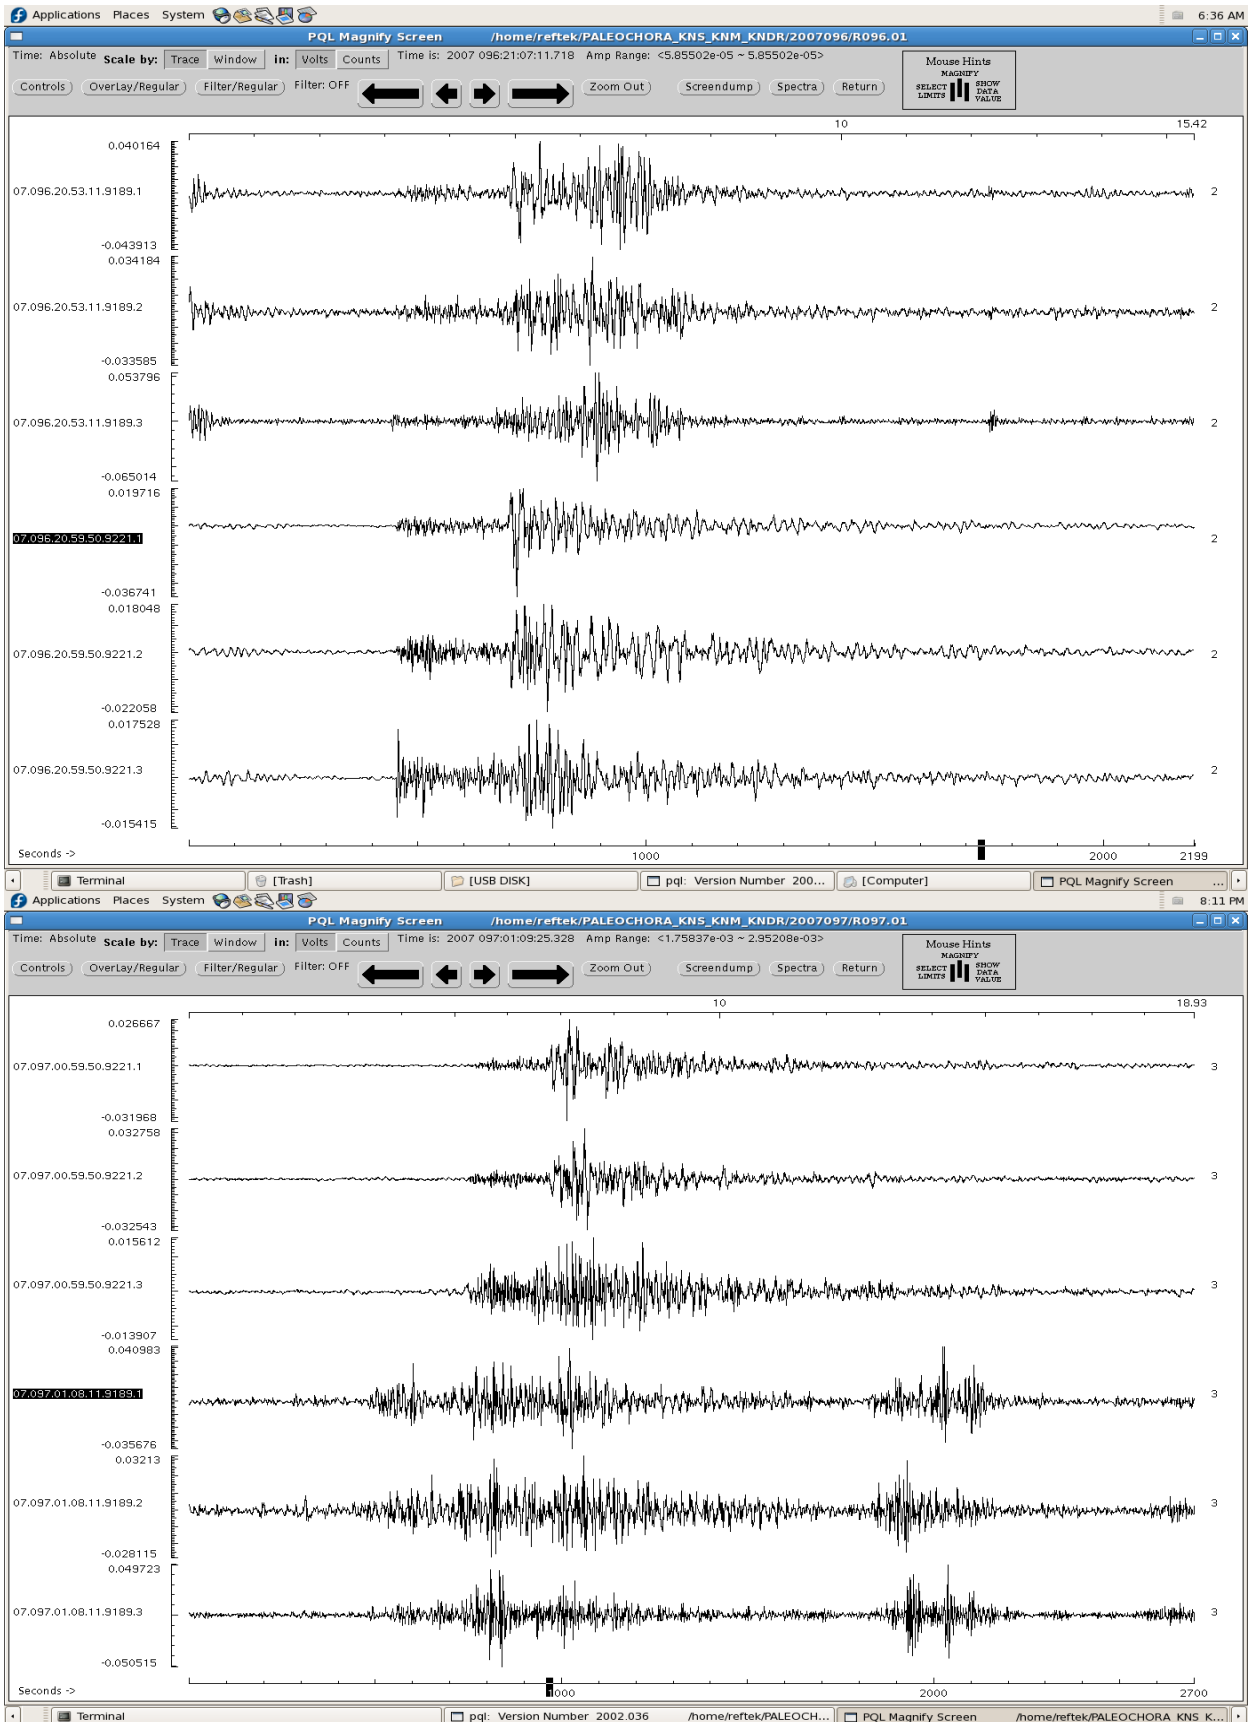 Applications Places System 6:36 AM
PQL Magnify Screen /home/reftek/PALEOCHORA_KNS_KNM_KNDR/2007096/R096.01
Time: Absolute Scale by: Trace Window in: Volts Counts Time is: 2007 096:21:07:11.718 Amp Range: <5.85502e-05 ~ 5.85502e-05>
Mouse Hints
MAGNIFY
SELECT LIMITS SHOW DATA VALUE
Controls OverLay/Regular Filter/Regular Filter: OFF Zoom Out Screendump Spectra Return
10 15.42
0.040164
07.096.20.53.11.9189.1 2
-0.043913
0.034184
07.096.20.53.11.9189.2 2
-0.033585
0.053796
07.096.20.53.11.9189.3 2
-0.065014
0.019716
07.096.20.59.50.9221.1 2
-0.036741
0.018048
07.096.20.59.50.9221.2 2
-0.022058
0.017528
07.096.20.59.50.9221.3 2
-0.015415
Seconds -> 1000 2000 2199
Terminal [Trash] [USB DISK] pql: Version Number 200... [Computer] PQL Magnify Screen ...
Applications Places System 8:11 PM
PQL Magnify Screen /home/reftek/PALEOCHORA_KNS_KNM_KNDR/2007097/R097.01
Time: Absolute Scale by: Trace Window in: Volts Counts Time is: 2007 097:01:09:25.328 Amp Range: <1.75837e-03 ~ 2.95208e-03>
Mouse Hints
MAGNIFY
SELECT LIMITS SHOW DATA VALUE
Controls OverLay/Regular Filter/Regular Filter: OFF Zoom Out Screendump Spectra Return
10 18.93
0.026667
07.097.00.59.50.9221.1 3
-0.031968
0.032758
07.097.00.59.50.9221.2 3
-0.032543
0.015612
07.097.00.59.50.9221.3 3
-0.013907
0.040983
07.097.01.08.11.9189.1 3
-0.035676
0.03213
07.097.01.08.11.9189.2 3
-0.028115
0.049723
07.097.01.08.11.9189.3 3
-0.050515
Seconds -> 1000 2000 2700
Terminal pql: Version Number 2002.036 /home/reftek/PALEOCH... PQL Magnify Screen /home/reftek/PALEOCHORA_KNS_K...